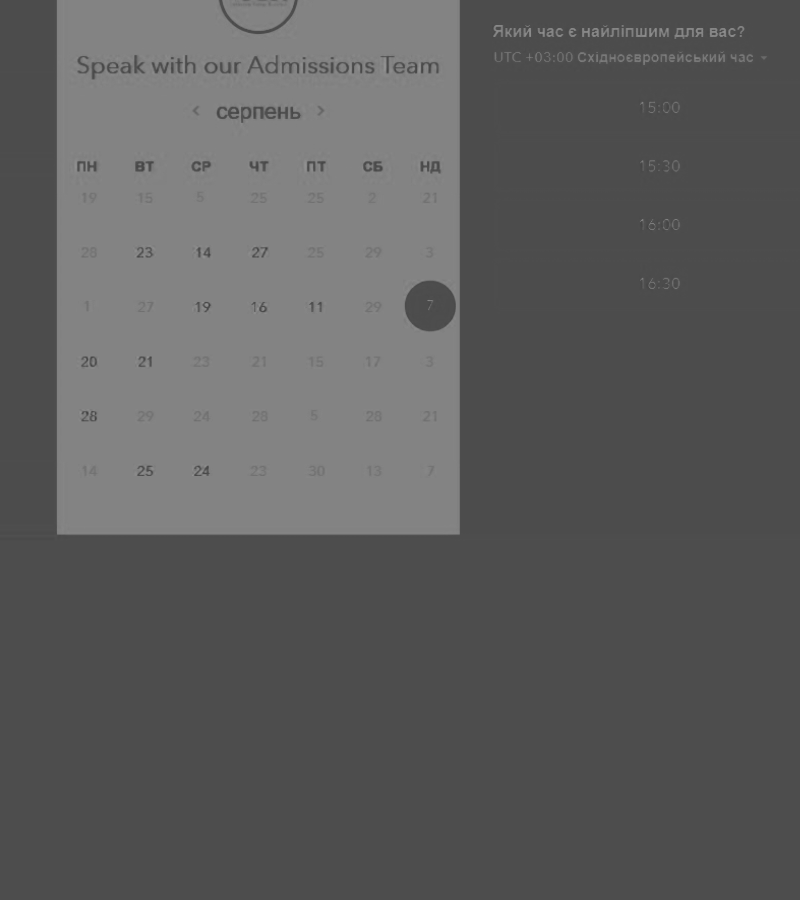 Speak with our Admissions Team
< серпень >
ПН ВТ СР ЧТ ПТ СБ НД
19 15 5 25 25 2 21
28 23 14 27 25 29 3
1 27 19 16 11 29 7
20 21 23 21 15 17 3
28 29 24 28 5 28 21
14 25 24 23 30 13 7
Який час є найліпшим для вас?
UTC +03:00 Східноєвропейський час
15:00
15:30
16:00
16:30